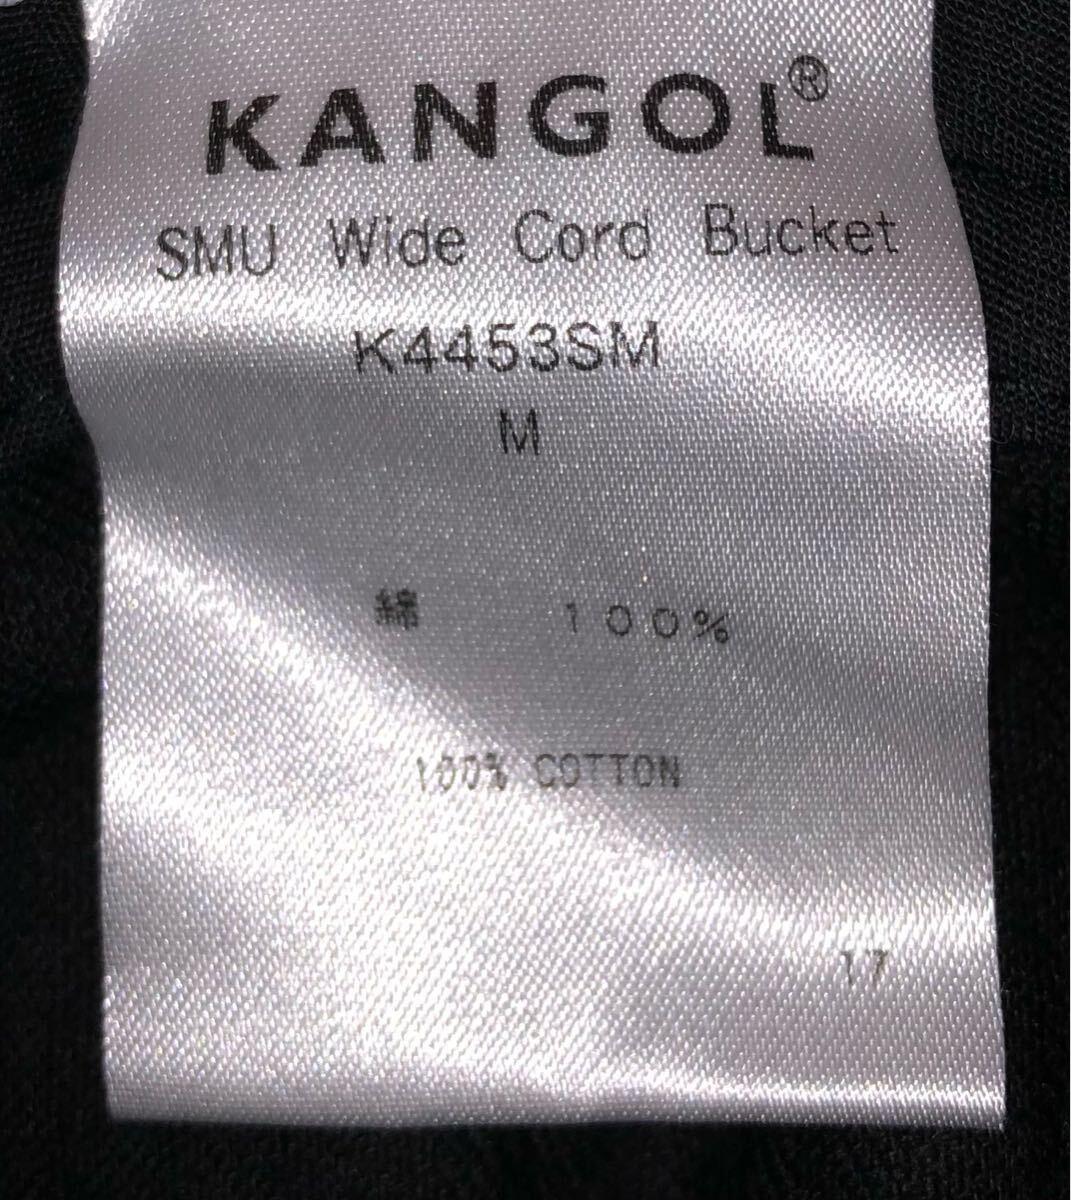 KANGOL®
SMU Wide Cord Bucket
K4453SM
M
綿 100%
100% COTTON
17